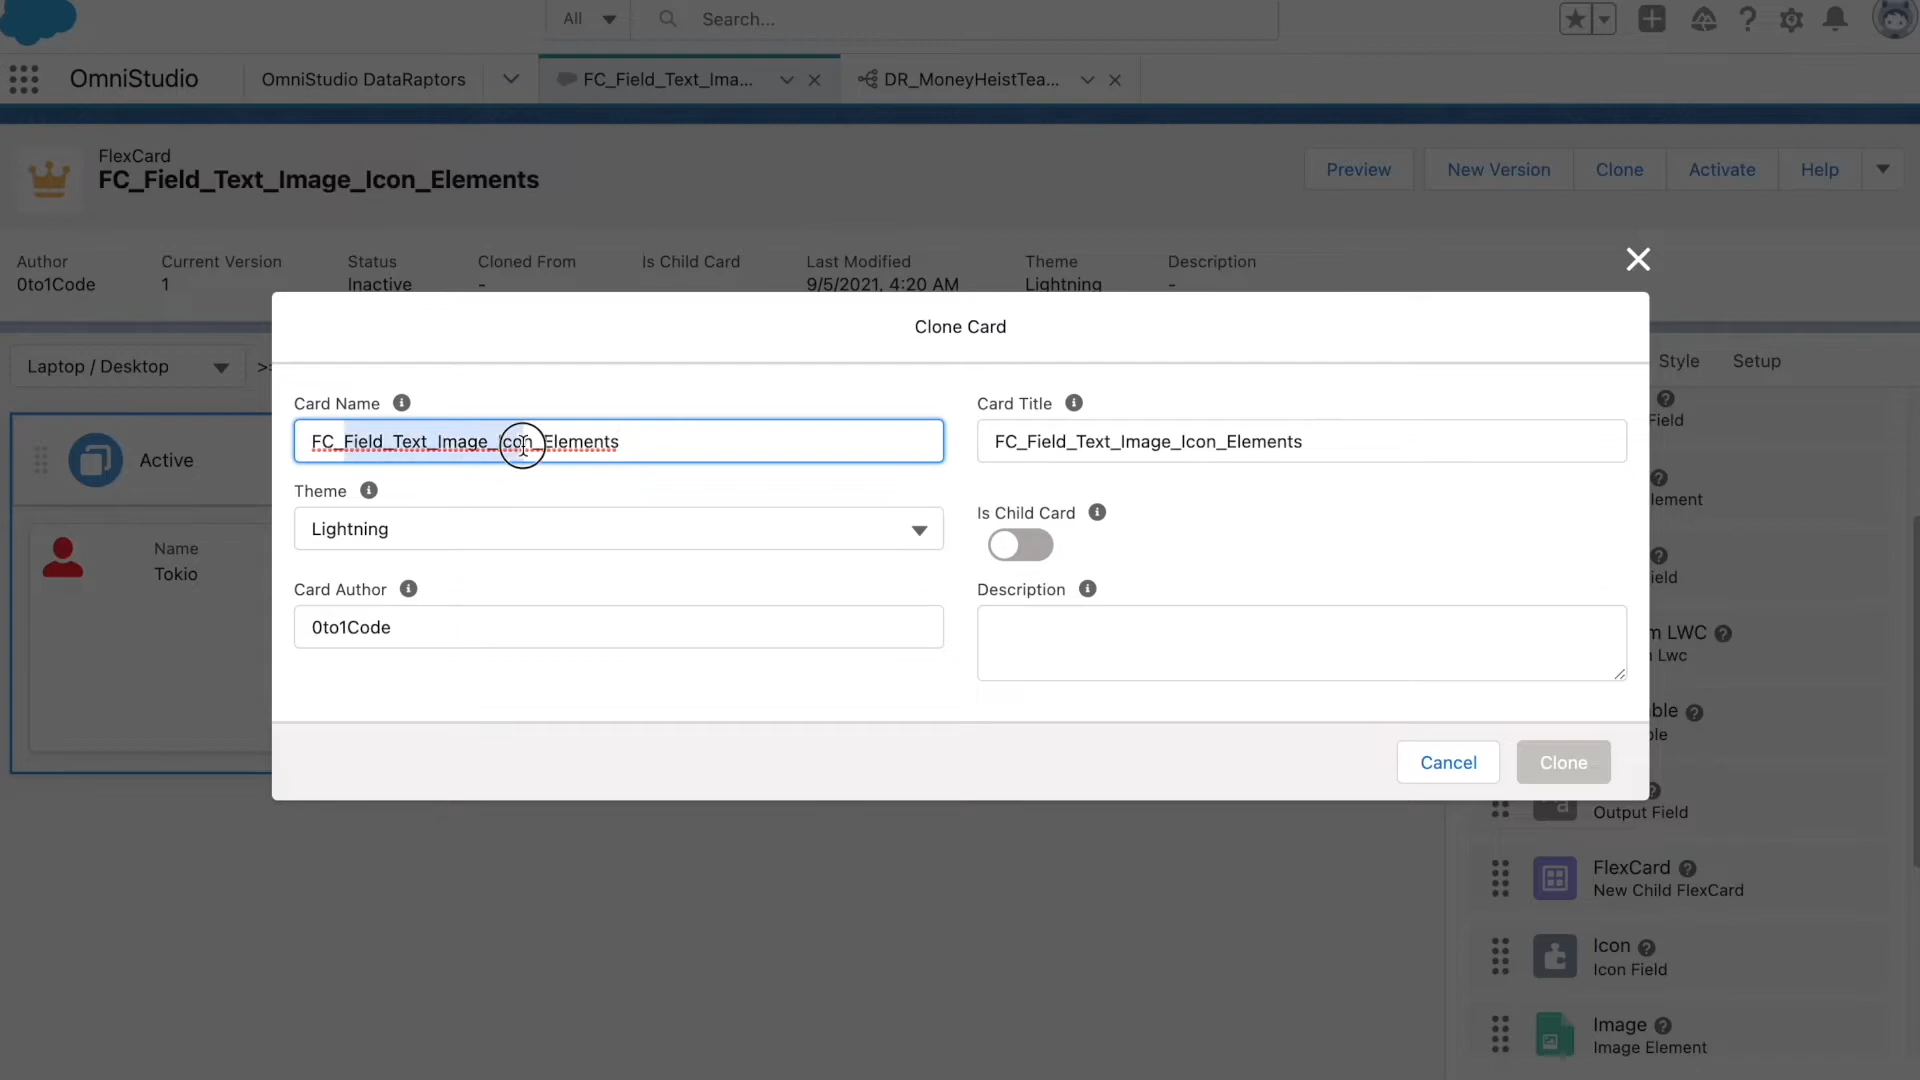 All
Search...
OmniStudio
OmniStudio DataRaptors
FC_Field_Text_Ima...
DR_MoneyHeistTea...
FlexCard
FC_Field_Text_Image_Icon_Elements
Preview
New Version
Clone
Activate
Help
Author
0to1Code
Current Version
1
Status
Inactive
Cloned From
-
Is Child Card
Last Modified
9/5/2021, 4:20 AM
Theme
Lightning
Description
-
Laptop / Desktop
Style
Setup
Active
Name
Tokio
Clone Card
Card Name
FC_Field_Text_Image_Icon_Elements
Card Title
FC_Field_Text_Image_Icon_Elements
Theme
Lightning
Is Child Card
Card Author
0to1Code
Description
Cancel
Clone
LWC
Lwc
Output Field
FlexCard
New Child FlexCard
Icon
Icon Field
Image
Image Element